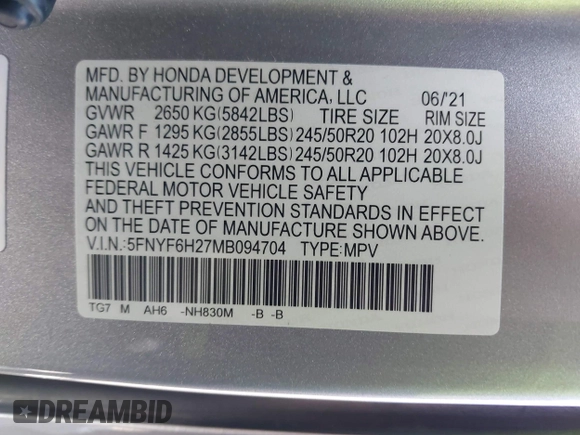 MFD. BY HONDA DEVELOPMENT &
MANUFACTURING OF AMERICA, LLC 06/'21
GVWR 2650 KG(5842LBS) TIRE SIZE RIM SIZE
GAWR F 1295 KG(2855LBS) 245/50R20 102H 20X8.0J
GAWR R 1425 KG(3142LBS) 245/50R20 102H 20X8.0J
THIS VEHICLE CONFORMS TO ALL APPLICABLE
FEDERAL MOTOR VEHICLE SAFETY
AND THEFT PREVENTION STANDARDS IN EFFECT
ON THE DATE OF MANUFACTURE SHOWN ABOVE.
V.I.N.:5FNYF6H27MB094704 TYPE:MPV
TG7 M AH6 -NH830M -B -B
DREAMBID